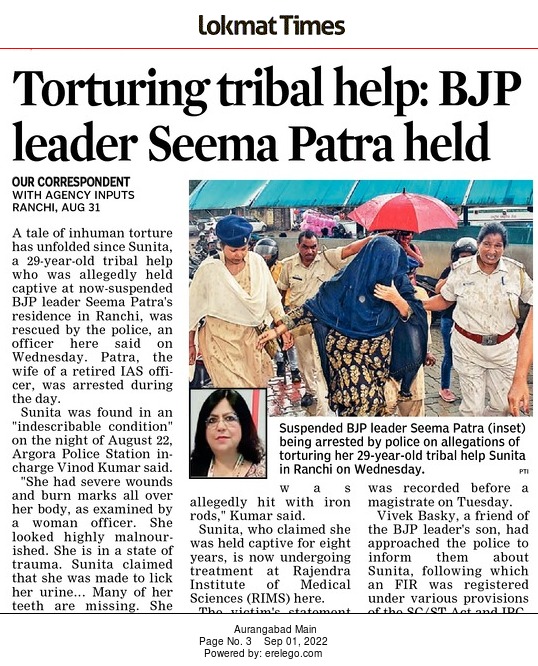 Lokmat Times
Torturing tribal help: BJP
leader Seema Patra held
OUR CORRESPONDENT
WITH AGENCY INPUTS
RANCHI, AUG 31
A tale of inhuman torture
has unfolded since Sunita,
a 29-year-old tribal help
who was allegedly held
captive at now-suspended
BJP leader Seema Patra's
residence in Ranchi, was
rescued by the police, an
officer here said on
Wednesday. Patra, the
wife of a retired IAS offi-
cer, was arrested during
the day.
Sunita was found in an
"indescribable condition"
on the night of August 22,
Argora Police Station in-
charge Vinod Kumar said.
"She had severe wounds
and burn marks all over
her body, as examined by
a woman officer. She
looked highly malnour-
ished. She is in a state of
trauma. Sunita claimed
that she was made to lick
her urine... Many of her
teeth are missing. She
Suspended BJP leader Seema Patra (inset)
being arrested by police on allegations of
torturing her 29-year-old tribal help Sunita
in Ranchi on Wednesday.
PTI
was
allegedly hit with iron
rods," Kumar said.
Sunita, who claimed she
was held captive for eight
years, is now undergoing
treatment at Rajendra
Institute of Medical
Sciences (RIMS) here.
The victim's statement
was recorded before a
magistrate on Tuesday.
Vivek Basky, a friend of
the BJP leader's son, had
approached the police to
inform them about
Sunita, following which
an FIR was registered
under various provisions
of the SC/ST Act and IPC.
Aurangabad Main
Page No. 3 Sep 01, 2022
Powered by: erelego.com